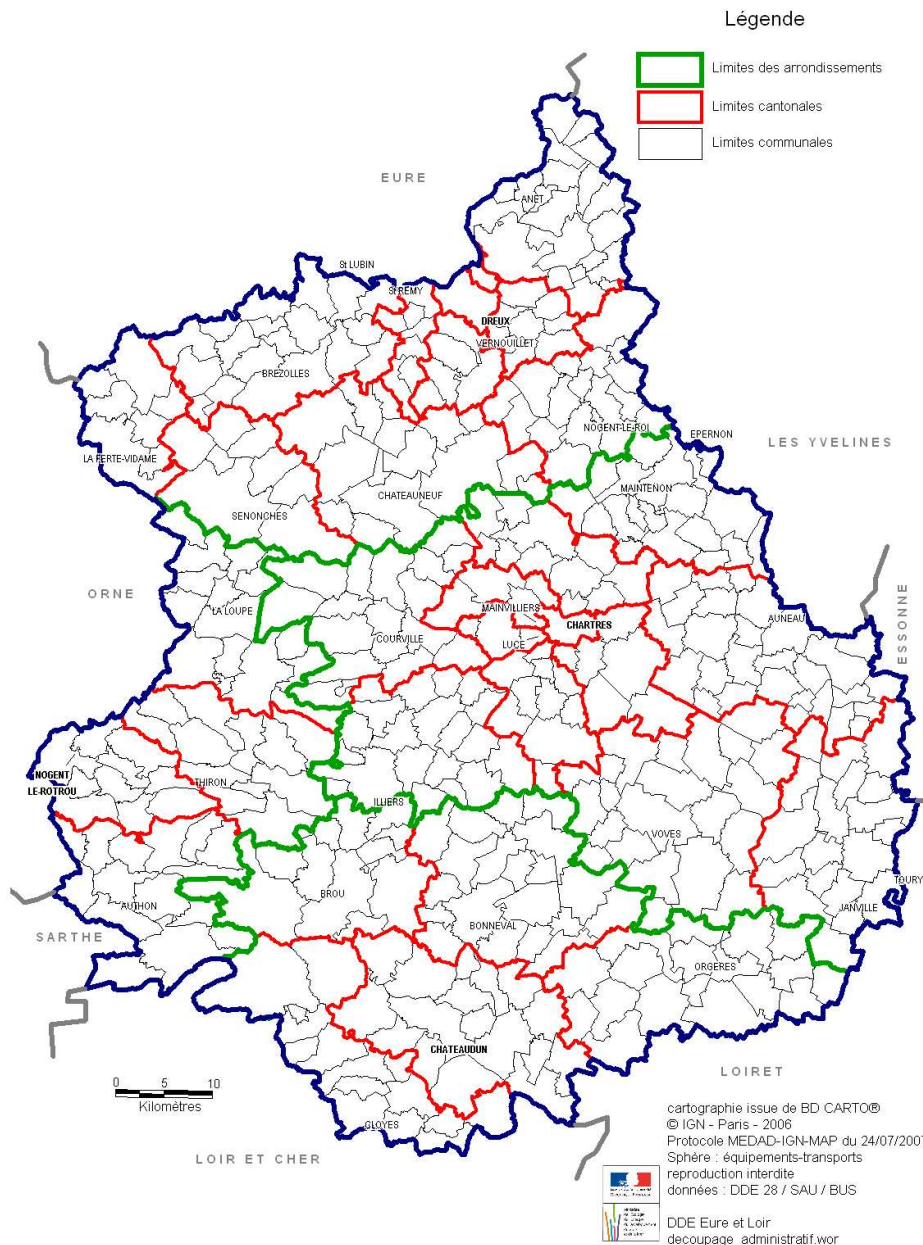 Légende
Limites des arrondissements
Limites cantonales
Limites communales
EURE
ANET
St LUBIN
St REMY
DREUX
VERNOUILLET
BREZOLLES
NOGENT-LE-ROI
EPERNON
LES YVELINES
LA FERTE-VIDAME
CHATEAUNEUF
MAINTENON
SENONCHES
ORNE
LA LOUPE
MAINVILLIERS
CHARTRES
AUNEAU
ESSONNE
COURVILLE
LUCE
NOGENT
LE-ROTROU
THIRON
ILLIERS
VOVES
BROU
TOURY
AUTHON
JANVILLE
BONNEVAL
SARTHE
ORGERES
CHATEAUDUN
LOIRET
0 5 10
Kilomètres
CLOYES
LOIR ET CHER
cartographie issue de BD CARTO®
© IGN - Paris - 2006
Protocole MEDAD-IGN-MAP du 24/07/2007
Sphère : équipements-transports
reproduction interdite
données : DDE 28 / SAU / BUS
DDE Eure et Loir
decoupage_administratif.wor